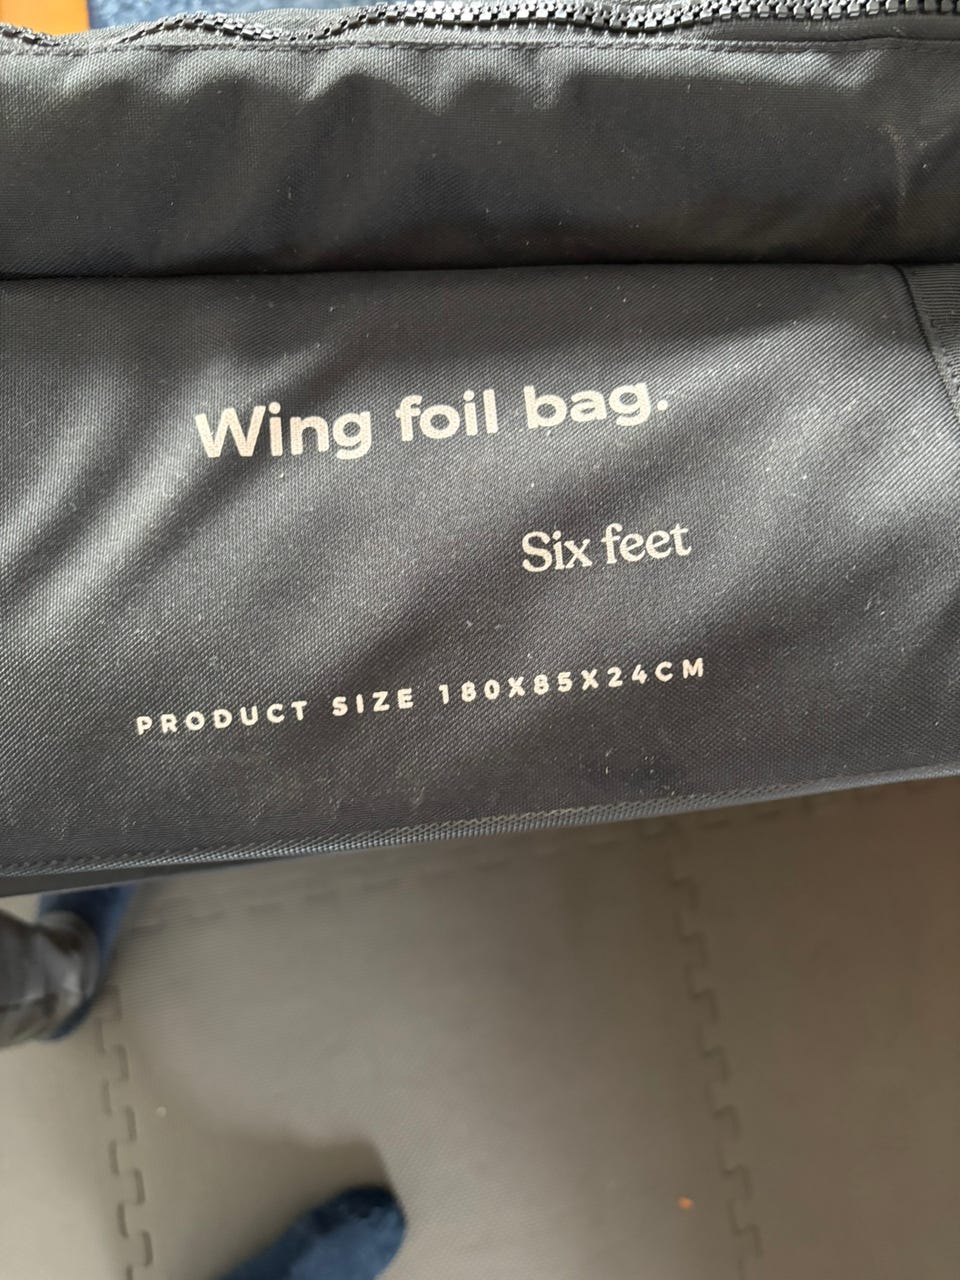 Wing foil bag.
Six feet
PRODUCT SIZE 180X85X24CM